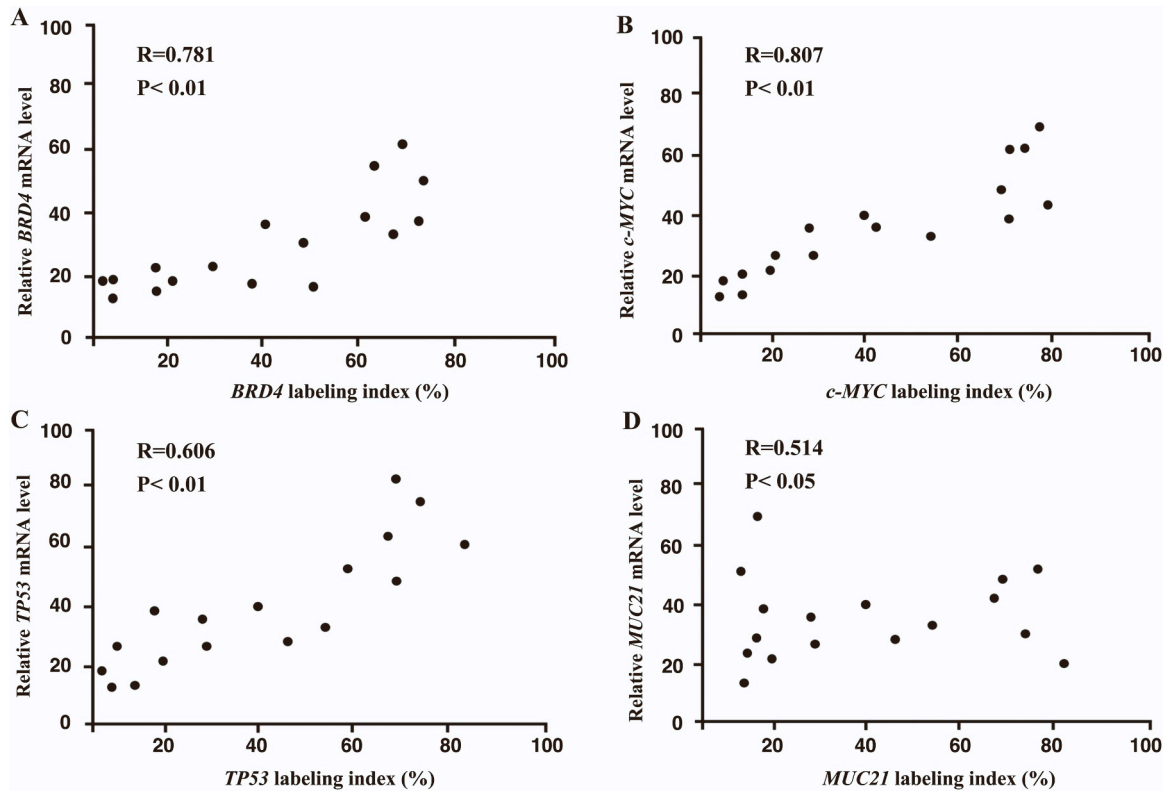 A
R=0.781
P< 0.01
Relative BRD4 mRNA level
100
80
60
40
20
0
20 40 60 80 100
BRD4 labeling index (%)
B
R=0.807
P< 0.01
Relative c-MYC mRNA level
100
80
60
40
20
0
20 40 60 80 100
c-MYC labeling index (%)
C
R=0.606
P< 0.01
Relative TP53 mRNA level
100
80
60
40
20
0
20 40 60 80 100
TP53 labeling index (%)
D
R=0.514
P< 0.05
Relative MUC21 mRNA level
100
80
60
40
20
0
20 40 60 80 100
MUC21 labeling index (%)